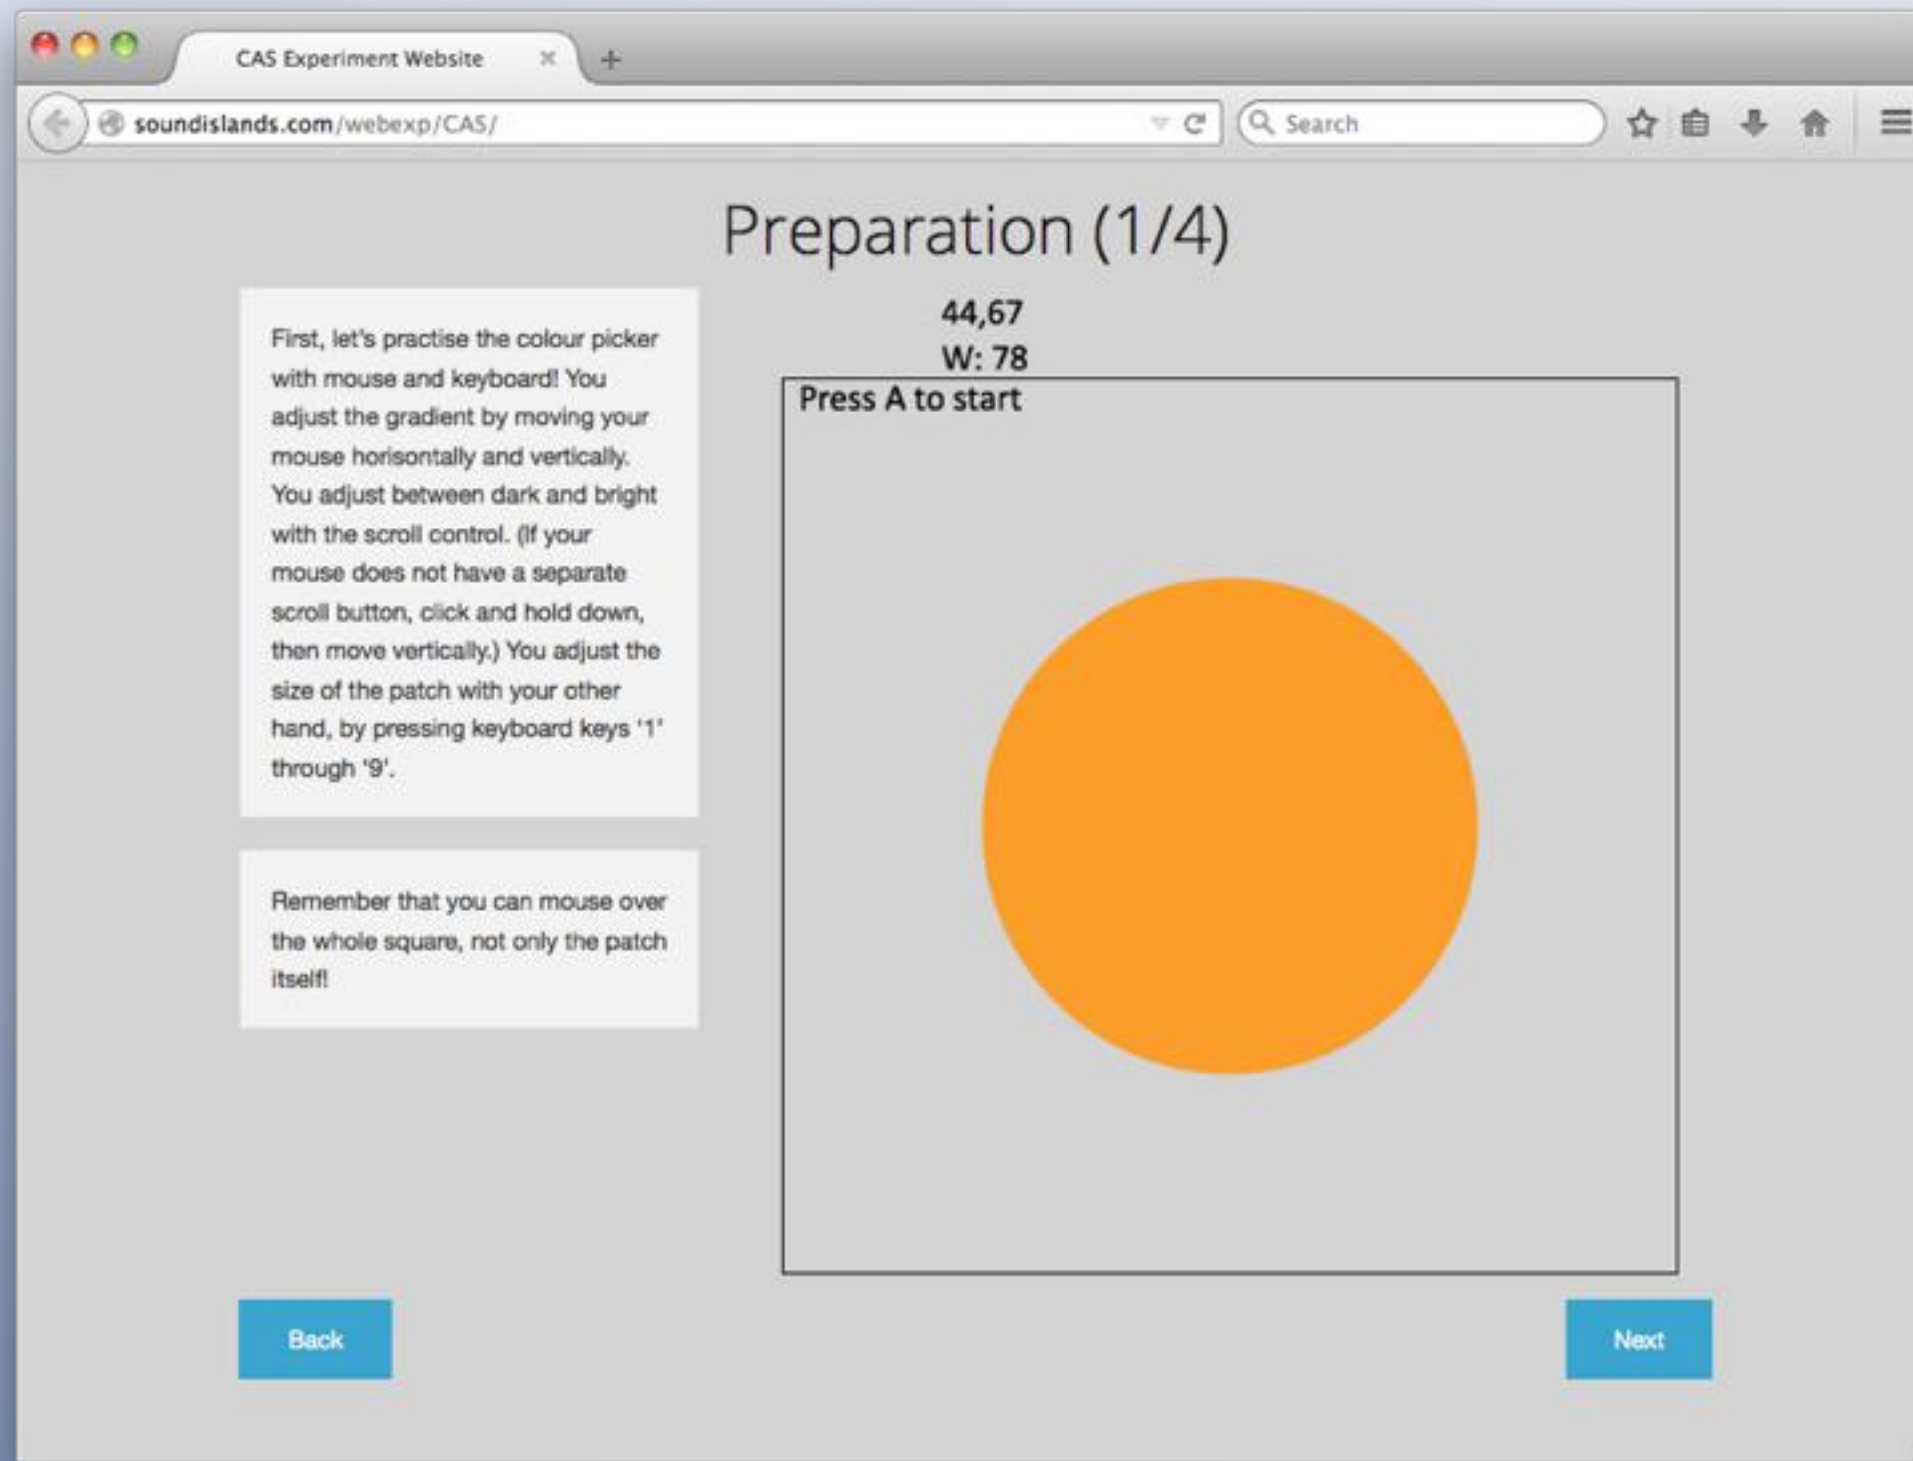 CAS Experiment Website
soundislands.com/webexp/CAS/
Search
Preparation (1/4)
First, let's practise the colour picker
with mouse and keyboard! You
adjust the gradient by moving your
mouse horisontally and vertically.
You adjust between dark and bright
with the scroll control. (If your
mouse does not have a separate
scroll button, click and hold down,
then move vertically.) You adjust the
size of the patch with your other
hand, by pressing keyboard keys '1'
through '9'.
Remember that you can mouse over
the whole square, not only the patch
itself!
44,67
W: 78
Press A to start
Back
Next